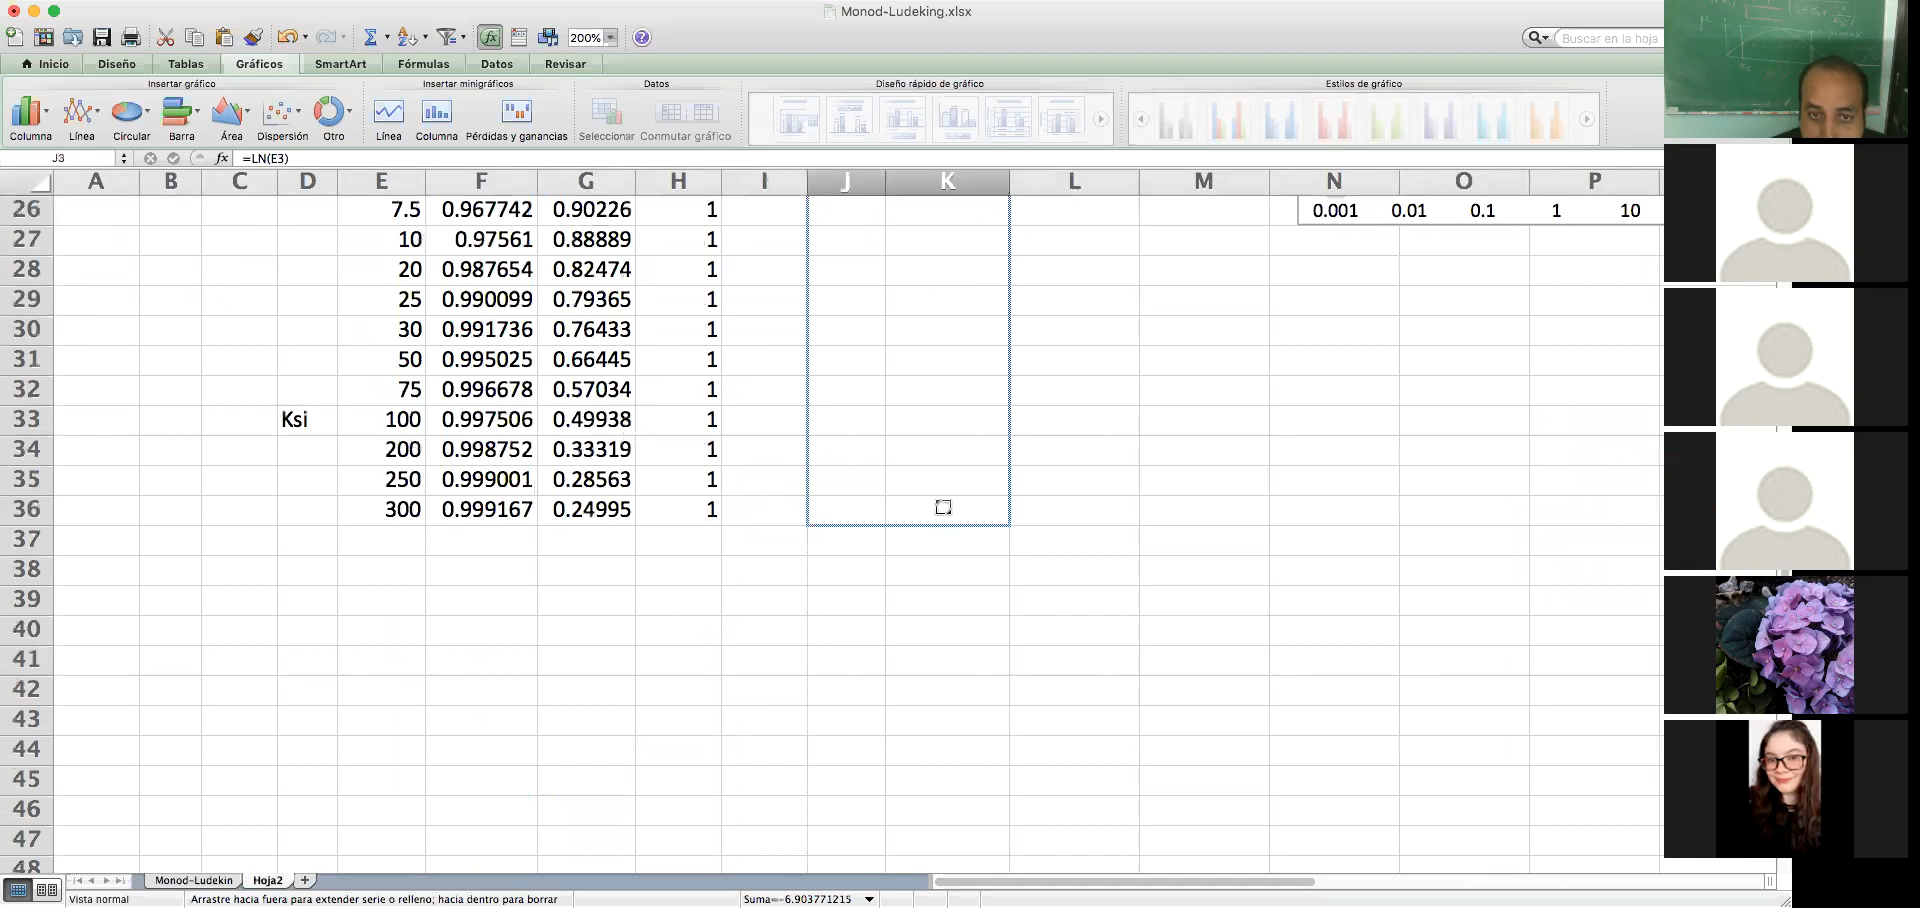 Monod-Ludeking.xlsx
200%
Buscar en la hoja
Inicio Diseño Tablas Gráficos SmartArt Fórmulas Datos Revisar
Insertar gráfico Insertar minigráficos Datos Diseño rápido de gráfico Estilos de gráfico
Columna Línea Circular Barra Área Dispersión Otro Línea Columna Pérdidas y ganancias Seleccionar Conmutar gráfico
J3 fx =LN(E3)
A B C D E F G H I J K L M N O P
26 7.5 0.967742 0.90226 1 0.001 0.01 0.1 1 10
27 10 0.97561 0.88889 1
28 20 0.987654 0.82474 1
29 25 0.990099 0.79365 1
30 30 0.991736 0.76433 1
31 50 0.995025 0.66445 1
32 75 0.996678 0.57034 1
33 Ksi 100 0.997506 0.49938 1
34 200 0.998752 0.33319 1
35 250 0.999001 0.28563 1
36 300 0.999167 0.24995 1
37
38
39
40
41
42
43
44
45
46
47
48
Monod-Ludekin Hoja2
Vista normal Arrastre hacia fuera para extender serie o relleno; hacia dentro para borrar Suma=-6.903771215